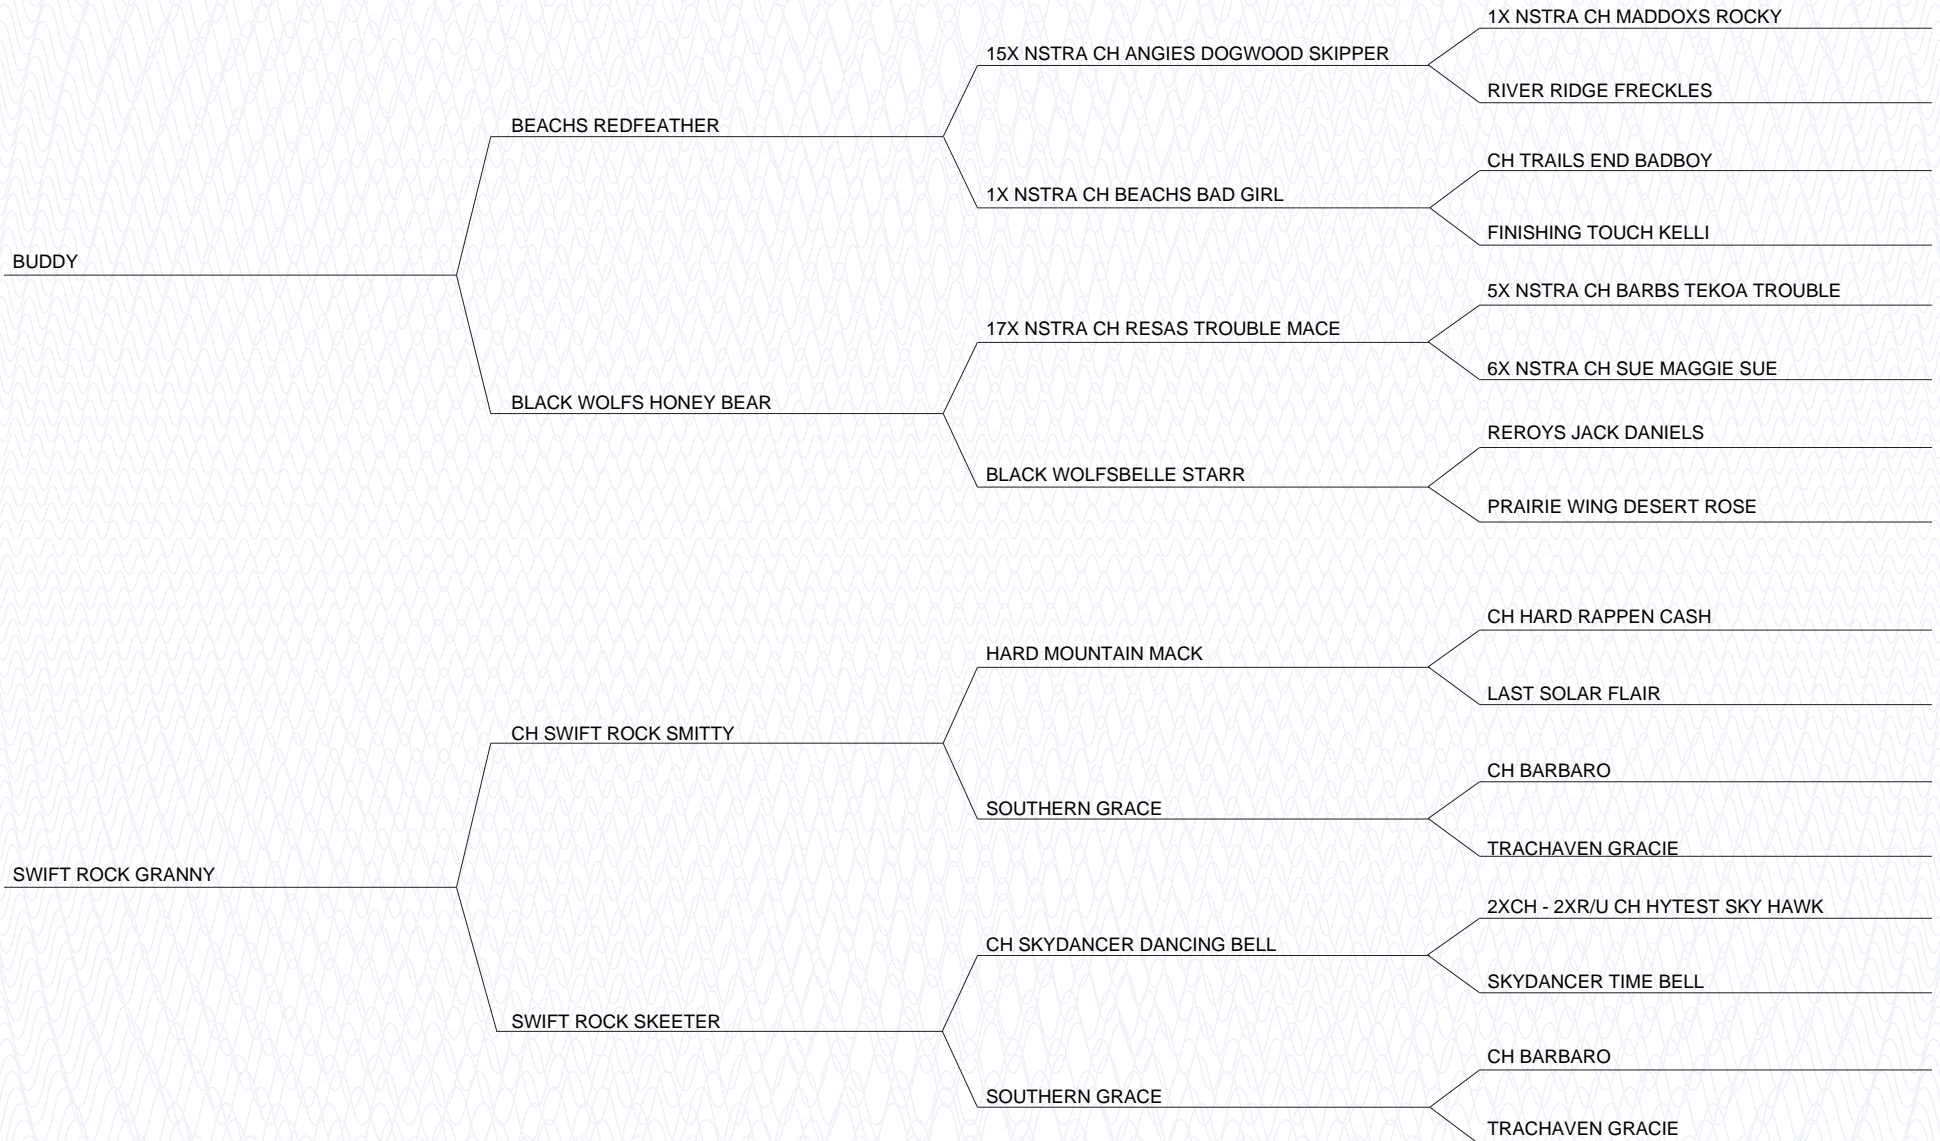 1X NSTRA CH MADDOXS ROCKY
15X NSTRA CH ANGIES DOGWOOD SKIPPER
RIVER RIDGE FRECKLES
BEACHS REDFEATHER
CH TRAILS END BADBOY
1X NSTRA CH BEACHS BAD GIRL
FINISHING TOUCH KELLI
BUDDY
5X NSTRA CH BARBS TEKOA TROUBLE
17X NSTRA CH RESAS TROUBLE MACE
6X NSTRA CH SUE MAGGIE SUE
BLACK WOLFS HONEY BEAR
REROYS JACK DANIELS
BLACK WOLFSBELLE STARR
PRAIRIE WING DESERT ROSE
CH HARD RAPPEN CASH
HARD MOUNTAIN MACK
LAST SOLAR FLAIR
CH SWIFT ROCK SMITTY
CH BARBARO
SOUTHERN GRACE
TRACHAVEN GRACIE
SWIFT ROCK GRANNY
2XCH - 2XR/U CH HYTEST SKY HAWK
CH SKYDANCER DANCING BELL
SKYDANCER TIME BELL
SWIFT ROCK SKEETER
CH BARBARO
SOUTHERN GRACE
TRACHAVEN GRACIE